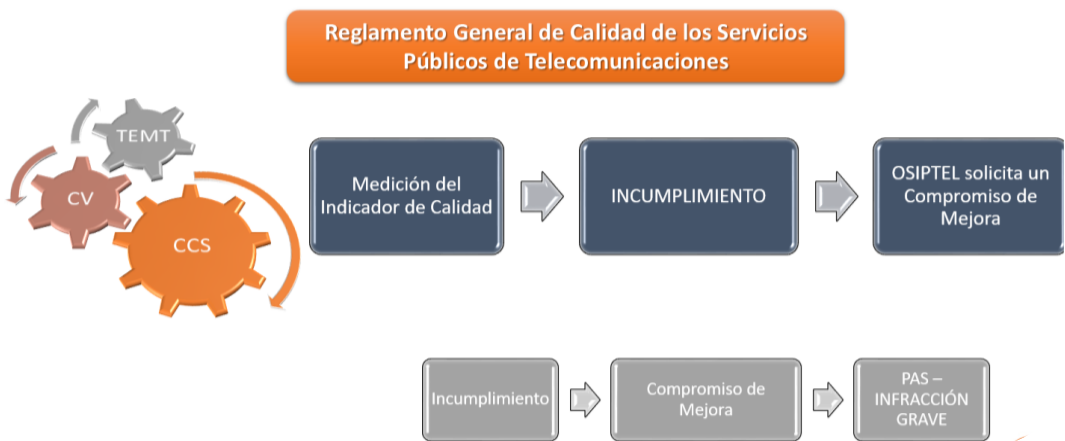 Reglamento General de Calidad de los Servicios
Públicos de Telecomunicaciones
TEMT
CV
CCS
Medición del
Indicador de Calidad
INCUMPLIMIENTO
OSIPTEL solicita un
Compromiso de
Mejora
Incumplimiento
Compromiso de
Mejora
PAS –
INFRACCIÓN
GRAVE